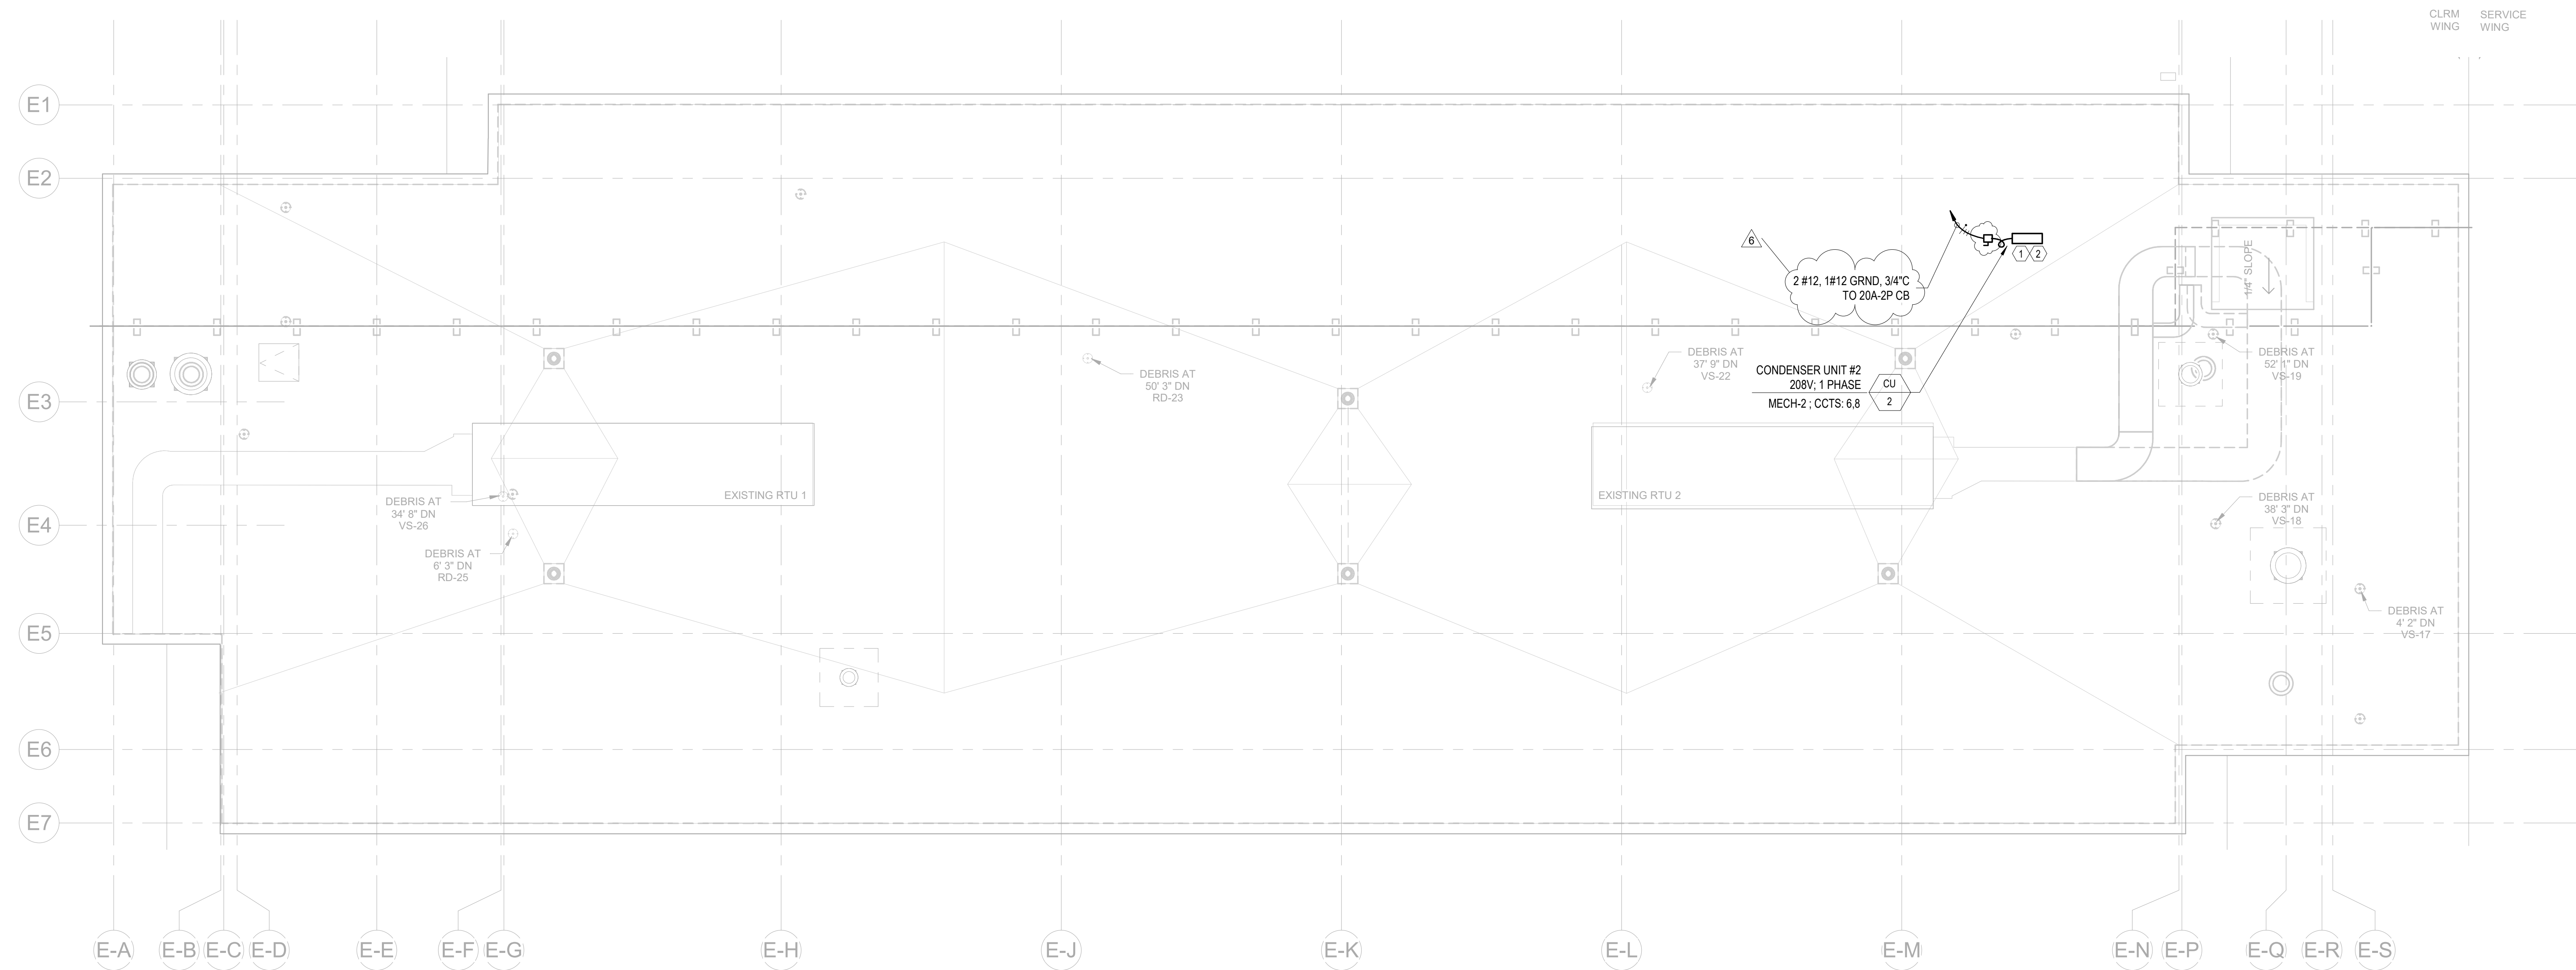 CLRM
WING
SERVICE
WING
E1
E2
E3
E4
E5
E6
E7
6
2 #12, 1#12 GRND, 3/4"C
TO 20A-2P CB
1
2
1/4" SLOPE
DEBRIS AT
50' 3" DN
RD-23
DEBRIS AT
37' 9" DN
VS-22
CONDENSER UNIT #2
208V; 1 PHASE
MECH-2 ; CCTS: 6,8
CU
2
DEBRIS AT
52' 1" DN
VS-19
EXISTING RTU 1
EXISTING RTU 2
DEBRIS AT
34' 8" DN
VS-26
DEBRIS AT
6' 3" DN
RD-25
DEBRIS AT
38' 3" DN
VS-18
DEBRIS AT
4' 2" DN
VS-17
E-A
E-B
E-C
E-D
E-E
E-F
E-G
E-H
E-J
E-K
E-L
E-M
E-N
E-P
E-Q
E-R
E-S